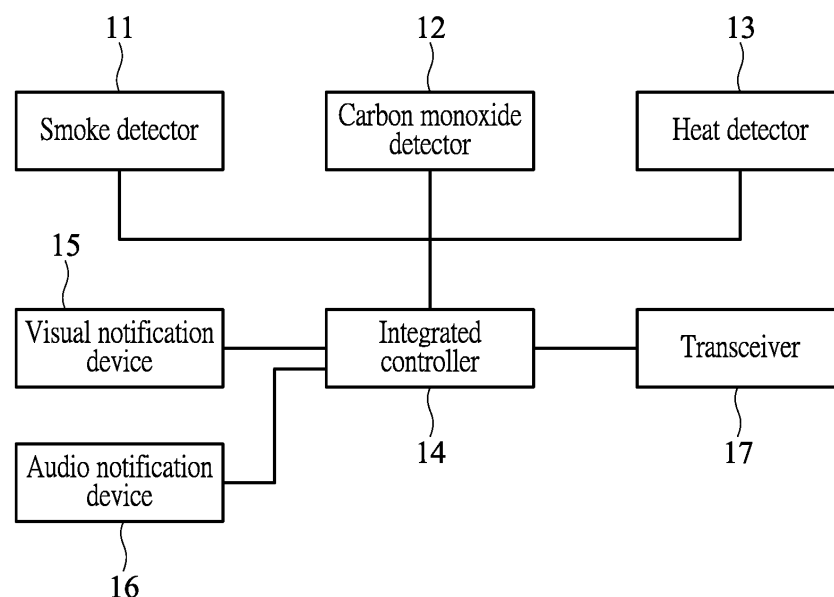 11
12
13
Smoke detector
Carbon monoxide
detector
Heat detector
15
Visual notification
device
Integrated
controller
Transceiver
14
17
Audio notification
device
16